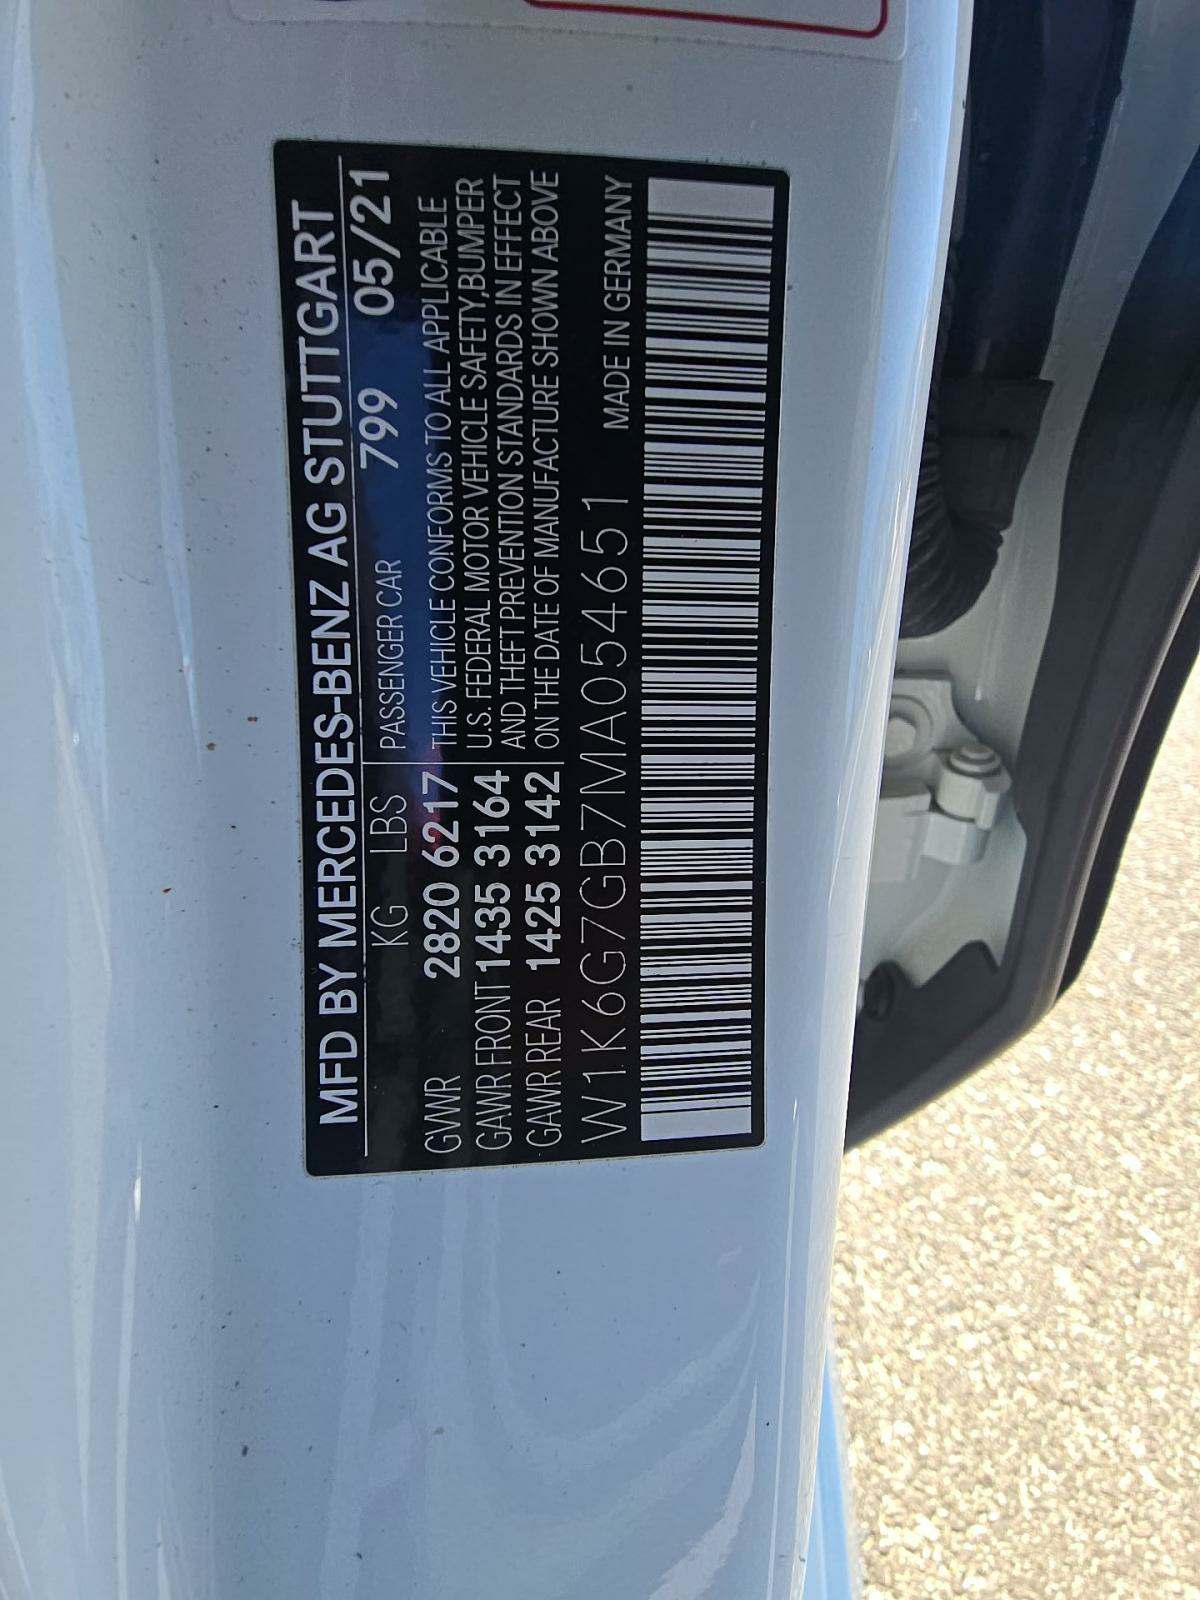 MFD BY MERCEDES-BENZ AG STUTTGART
KG LBS PASSENGER CAR 799 05/21
GVWR 2820 6217 THIS VEHICLE CONFORMS TO ALL APPLICABLE
GAWR FRONT 1435 3164 U.S. FEDERAL MOTOR VEHICLE SAFETY,BUMPER
AND THEFT PREVENTION STANDARDS IN EFFECT
GAWR REAR 1425 3142 ON THE DATE OF MANUFACTURE SHOWN ABOVE
W1K6G7GB7MA054651 MADE IN GERMANY